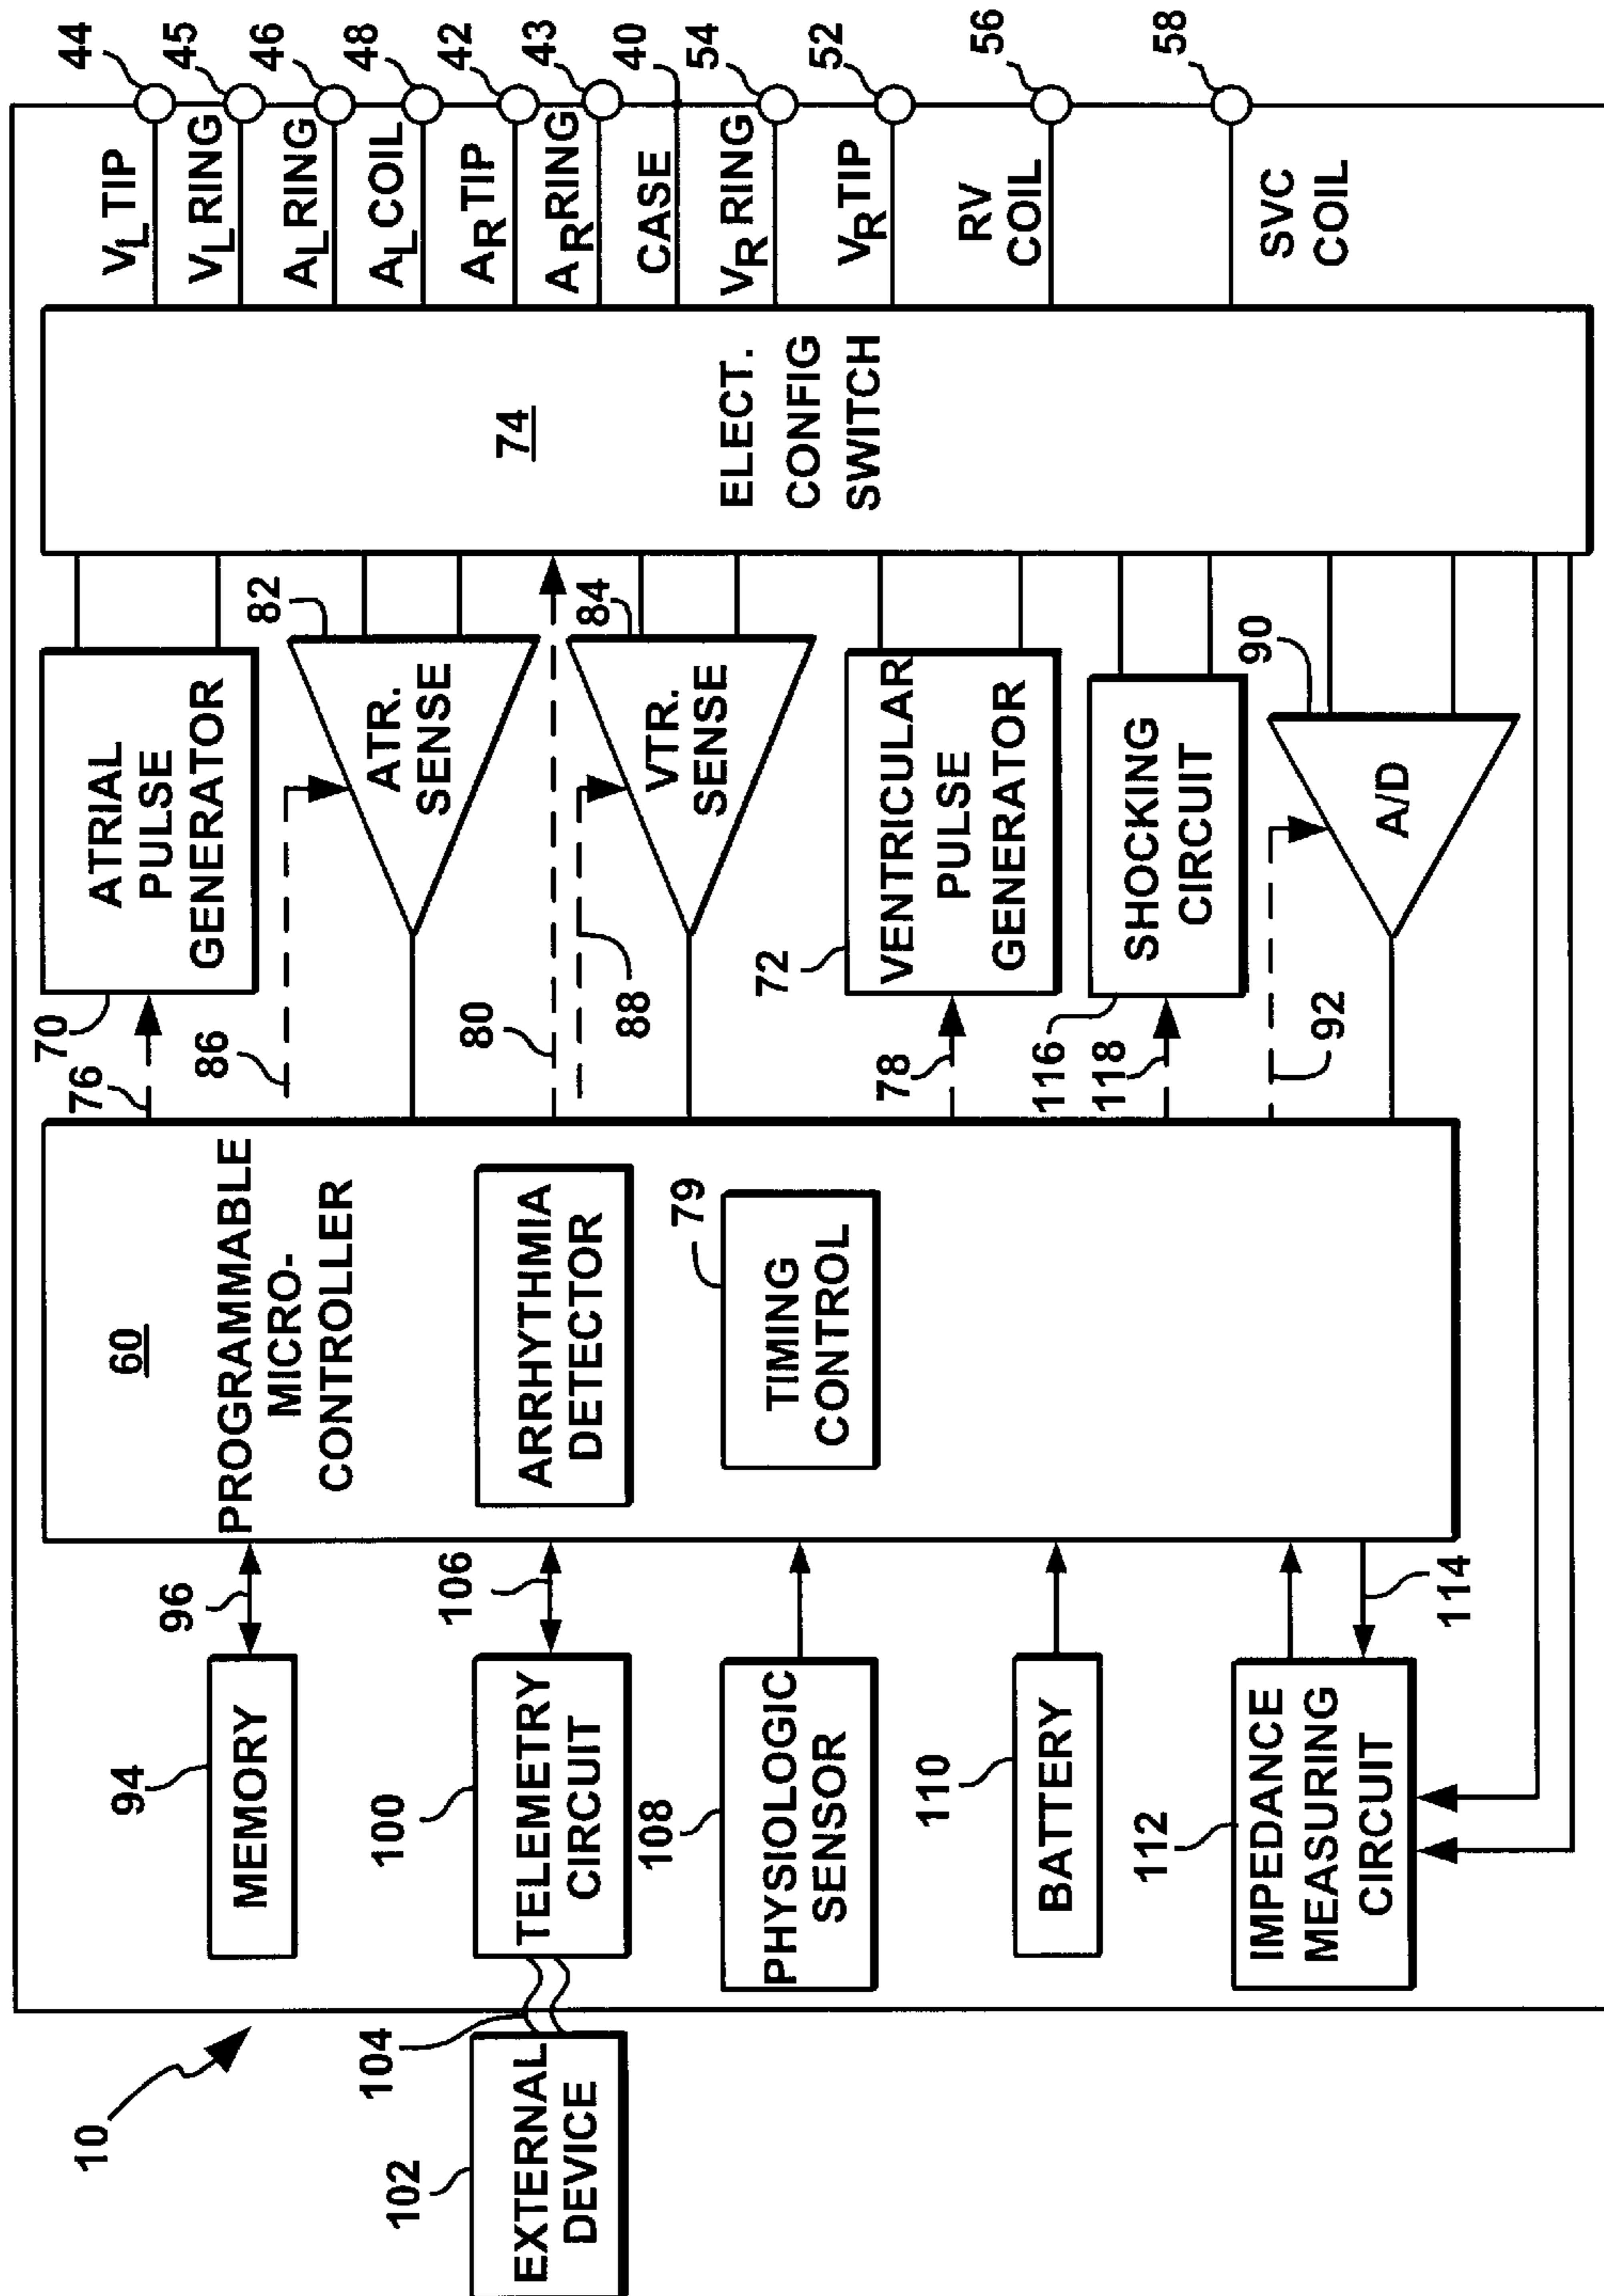 10
102
EXTERNAL
DEVICE
104
94
MEMORY
96
100
TELEMETRY
CIRCUIT
106
108
PHYSIOLOGIC
SENSOR
110
BATTERY
112
IMPEDANCE
MEASURING
CIRCUIT
114
60
PROGRAMMABLE
MICRO-
CONTROLLER
ARRHYTHMIA
DETECTOR
79
TIMING
CONTROL
76
70
ATRIAL
PULSE
GENERATOR
86
82
ATR.
SENSE
80
88
84
VTR.
SENSE
78
72
VENTRICULAR
PULSE
GENERATOR
116
118
SHOCKING
CIRCUIT
92
90
A/D
74
ELECT.
CONFIG
SWITCH
VL TIP
44
VL RING
45
AL RING
46
AL COIL
48
AR TIP
42
AR RING
43
CASE
40
VR RING
54
VR TIP
52
RV
COIL
56
SVC
COIL
58